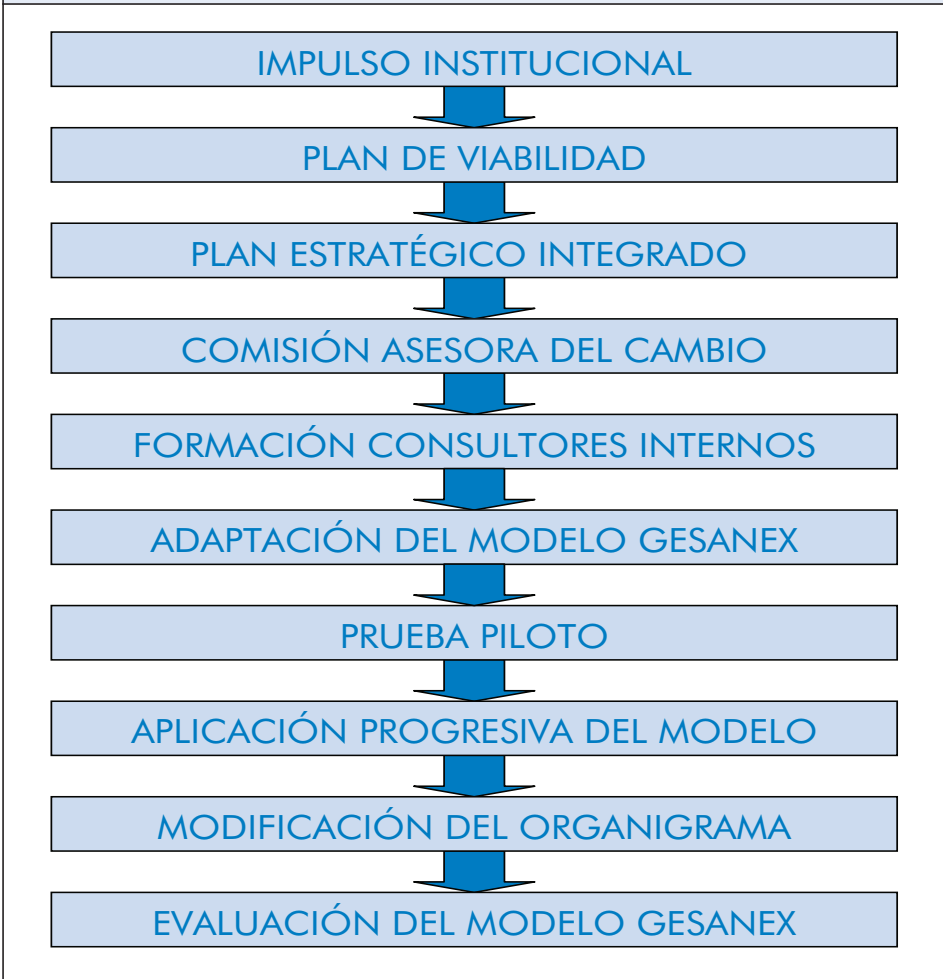 IMPULSO INSTITUCIONAL
PLAN DE VIABILIDAD
PLAN ESTRATÉGICO INTEGRADO
COMISIÓN ASESORA DEL CAMBIO
FORMACIÓN CONSULTORES INTERNOS
ADAPTACIÓN DEL MODELO GESANEX
PRUEBA PILOTO
APLICACIÓN PROGRESIVA DEL MODELO
MODIFICACIÓN DEL ORGANIGRAMA
EVALUACIÓN DEL MODELO GESANEX